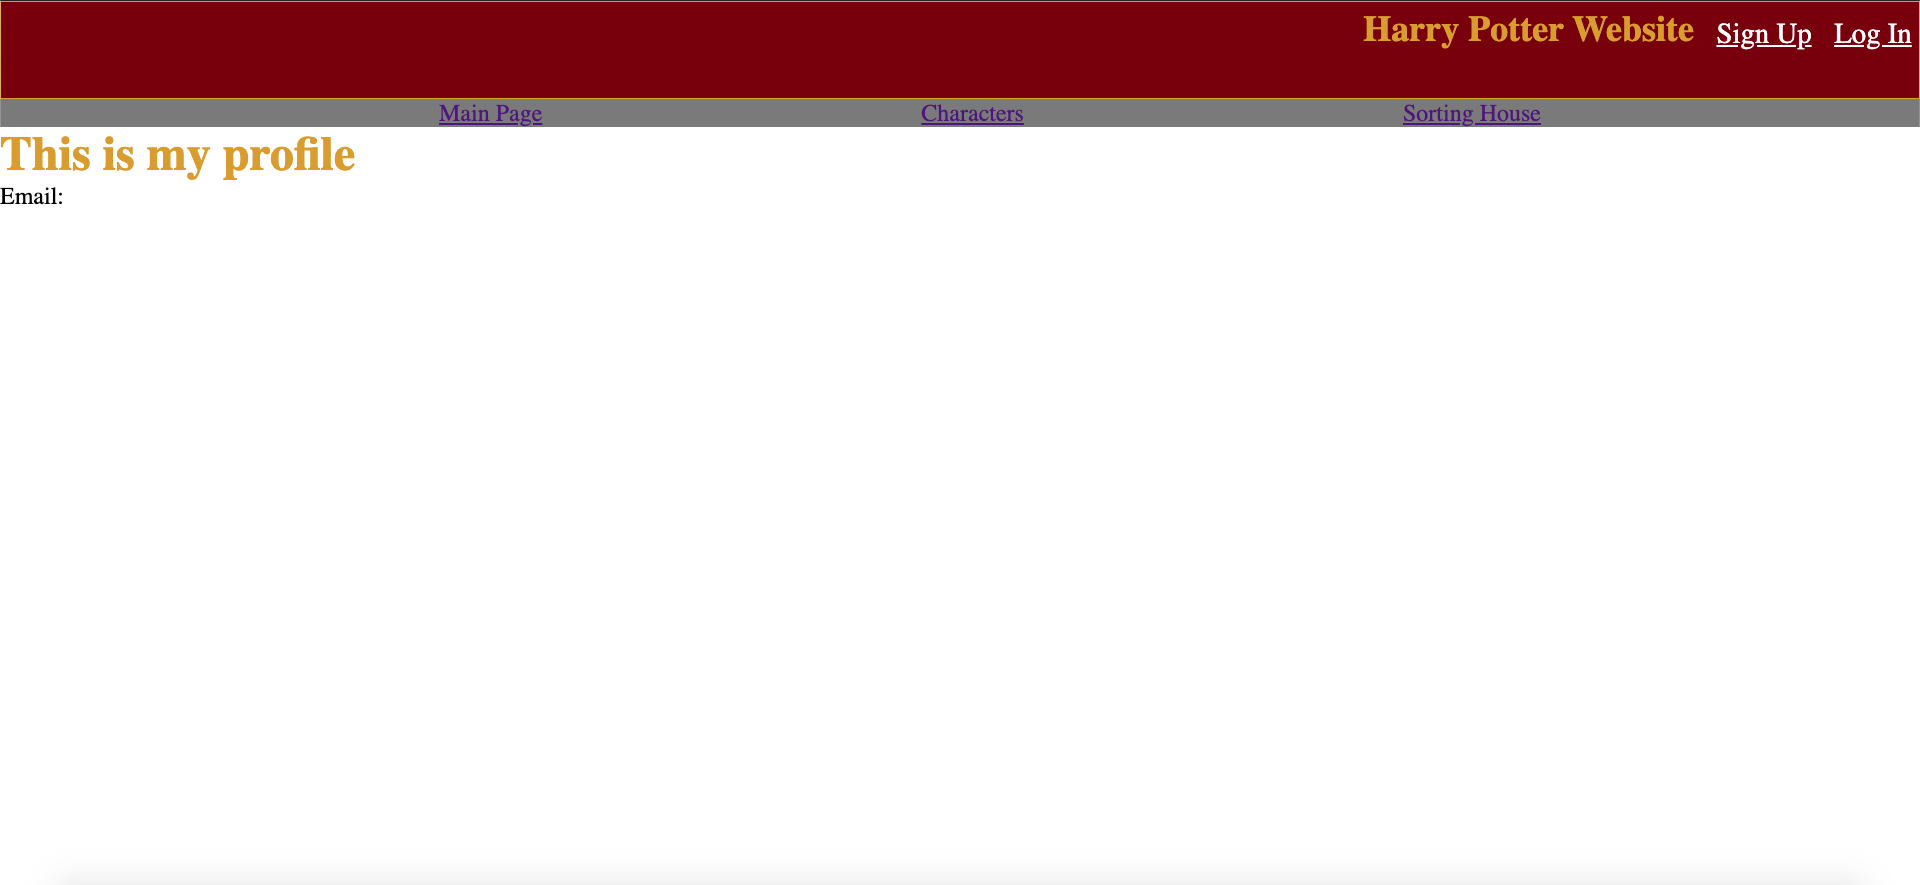 Harry Potter Website Sign Up Log In
Main Page Characters Sorting House
This is my profile
Email: